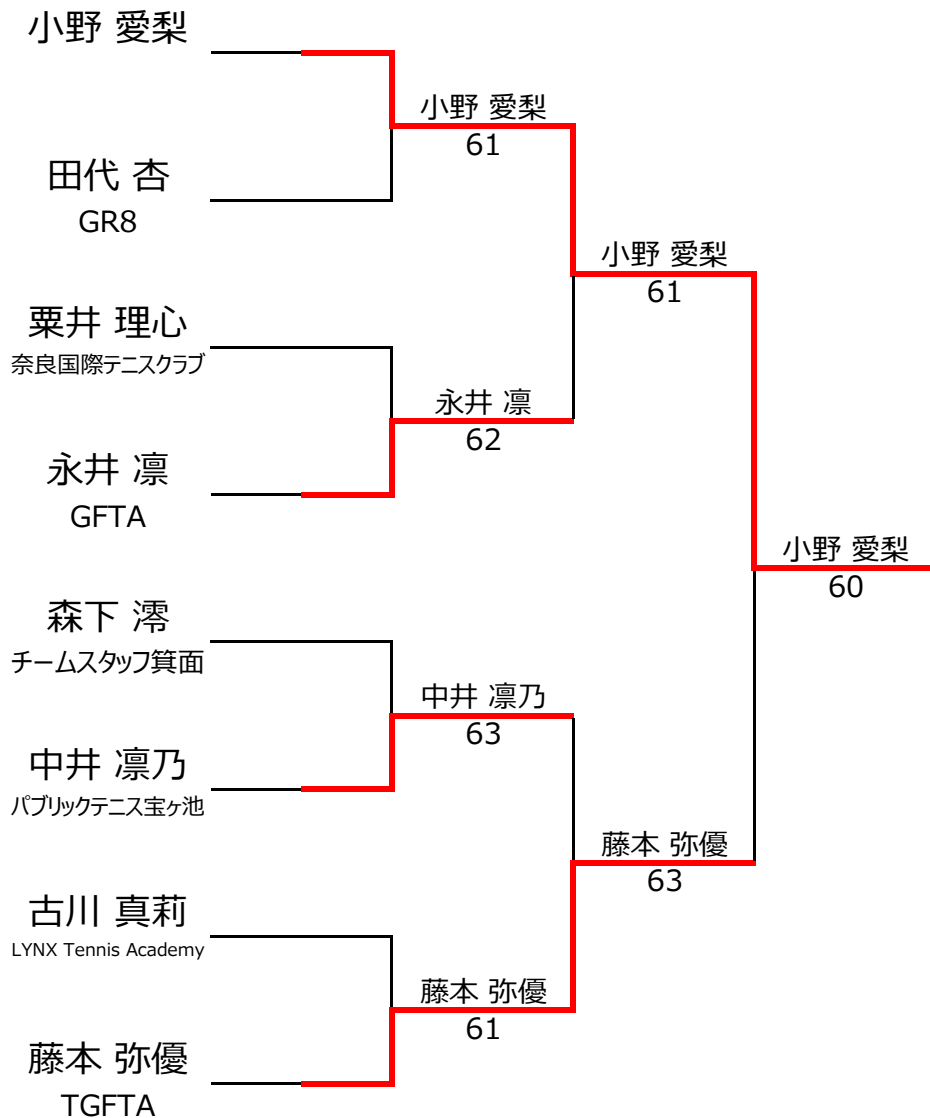 小野 愛梨
田代 杏
GR8
粟井 理心
奈良国際テニスクラブ
永井 凛
GFTA
森下 澪
チームスタッフ箕面
中井 凛乃
パブリックテニス宝ヶ池
古川 真莉
LYNX Tennis Academy
藤本 弥優
TGFTA
小野 愛梨
61
永井 凛
62
中井 凛乃
63
藤本 弥優
61
小野 愛梨
61
藤本 弥優
63
小野 愛梨
60